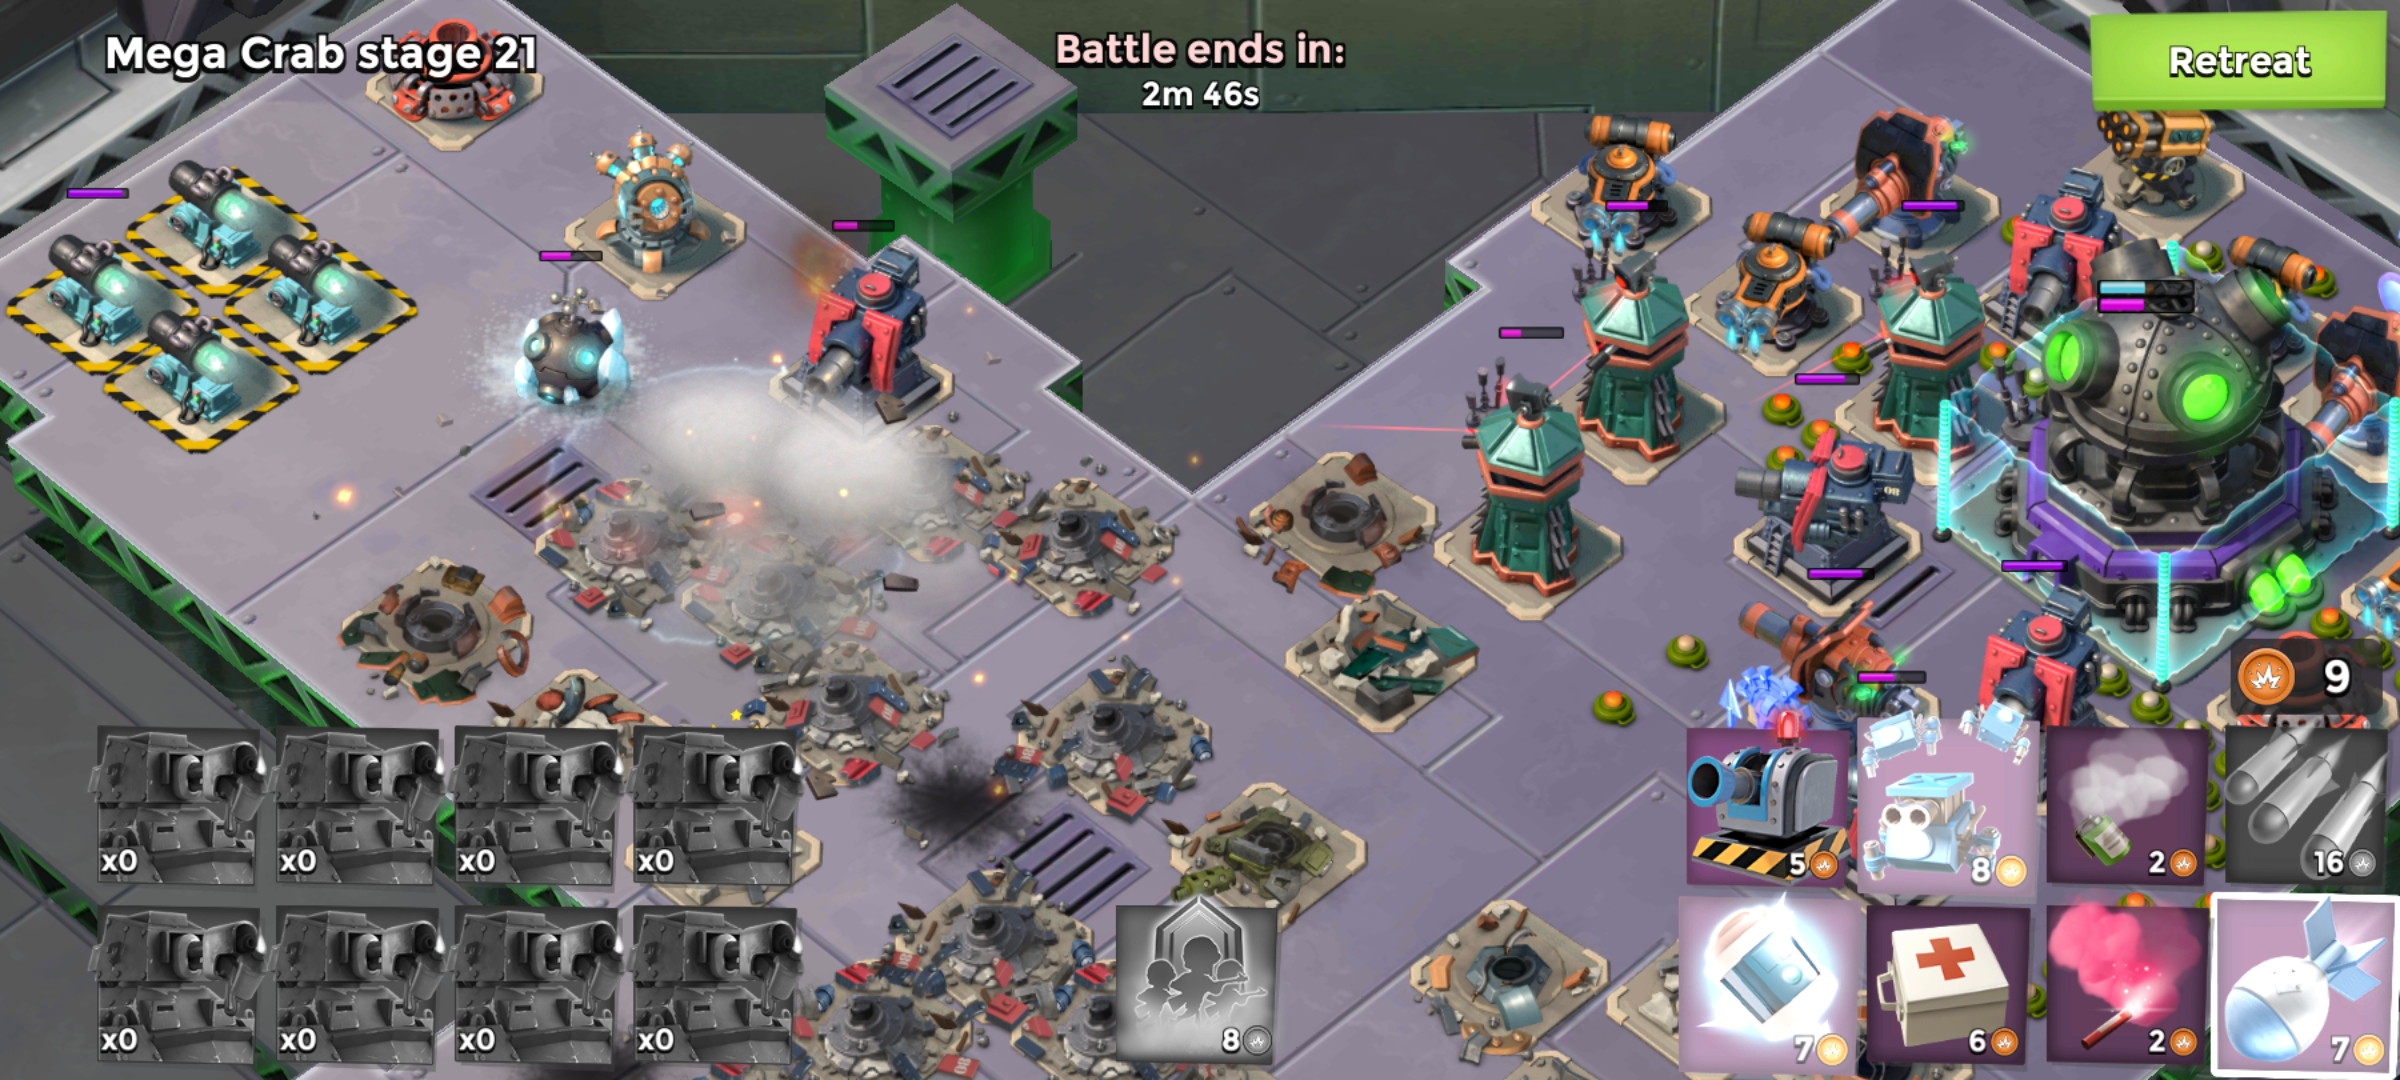 Mega Crab stage 21
Battle ends in:
2m 46s
Retreat
9
x0
x0
x0
x0
5
8
2
16
x0
x0
x0
x0
8
7
6
2
7